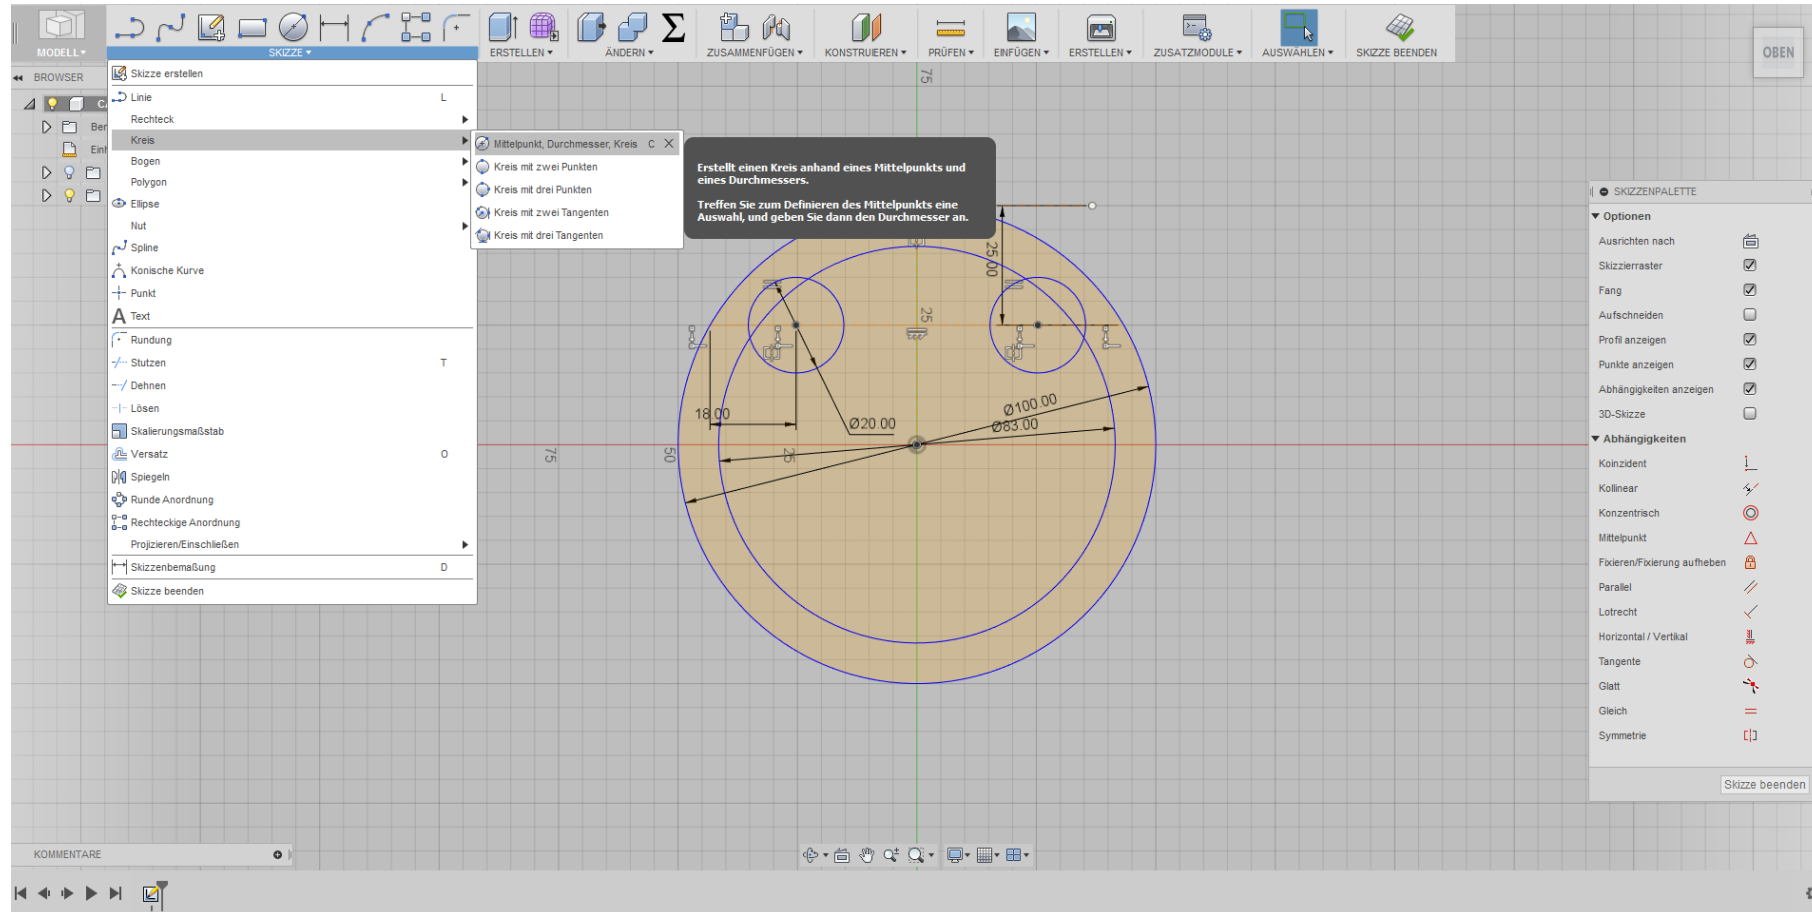 MODELL
SKIZZE
ERSTELLEN
ÄNDERN
ZUSAMMENFÜGEN
KONSTRUIEREN
PRÜFEN
EINFÜGEN
ERSTELLEN
ZUSATZMODULE
AUSWÄHLEN
SKIZZE BEENDEN
OBEN
BROWSER
Skizze erstellen
Linie L
Rechteck
Kreis
Bogen
Polygon
Ellipse
Nut
Spline
Konische Kurve
Punkt
Text
Rundung
Stutzen T
Dehnen
Lösen
Skalierungsmaßstab
Versatz O
Spiegeln
Runde Anordnung
Rechteckige Anordnung
Projizieren/Einschließen
Skizzenbemaßung D
Skizze beenden
Mittelpunkt, Durchmesser, Kreis C
Kreis mit zwei Punkten
Kreis mit drei Punkten
Kreis mit zwei Tangenten
Kreis mit drei Tangenten
Erstellt einen Kreis anhand eines Mittelpunkts und
eines Durchmessers.
Treffen Sie zum Definieren des Mittelpunkts eine
Auswahl, und geben Sie dann den Durchmesser an.
75
25.00
25
18.00
Ø20.00
Ø100.00
Ø83.00
75
50
25
SKIZZENPALETTE
Optionen
Ausrichten nach
Skizzierraster
Fang
Aufschneiden
Profil anzeigen
Punkte anzeigen
Abhängigkeiten anzeigen
3D-Skizze
Abhängigkeiten
Koinzident
Kollinear
Konzentrisch
Mittelpunkt
Fixieren/Fixierung aufheben
Parallel
Lotrecht
Horizontal / Vertikal
Tangente
Glatt
Gleich
Symmetrie
Skizze beenden
KOMMENTARE